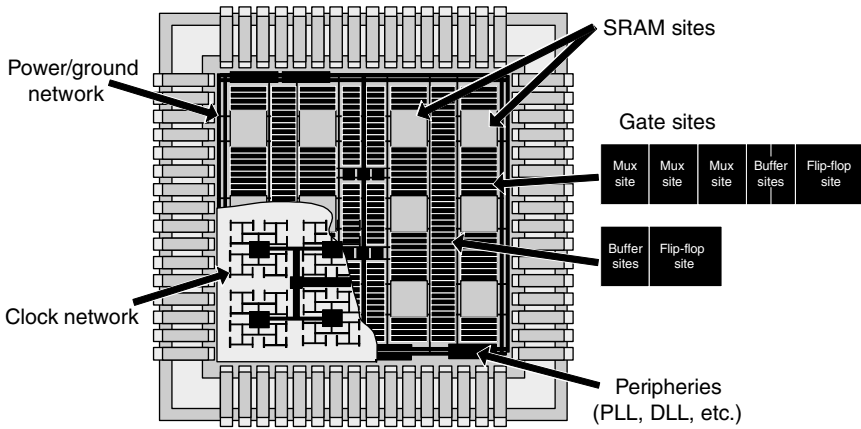 SRAM sites
Power/ground
network
Gate sites
Mux site
Mux site
Mux site
Buffer sites
Flip-flop site
Buffer sites
Flip-flop site
Clock network
Peripheries
(PLL, DLL, etc.)